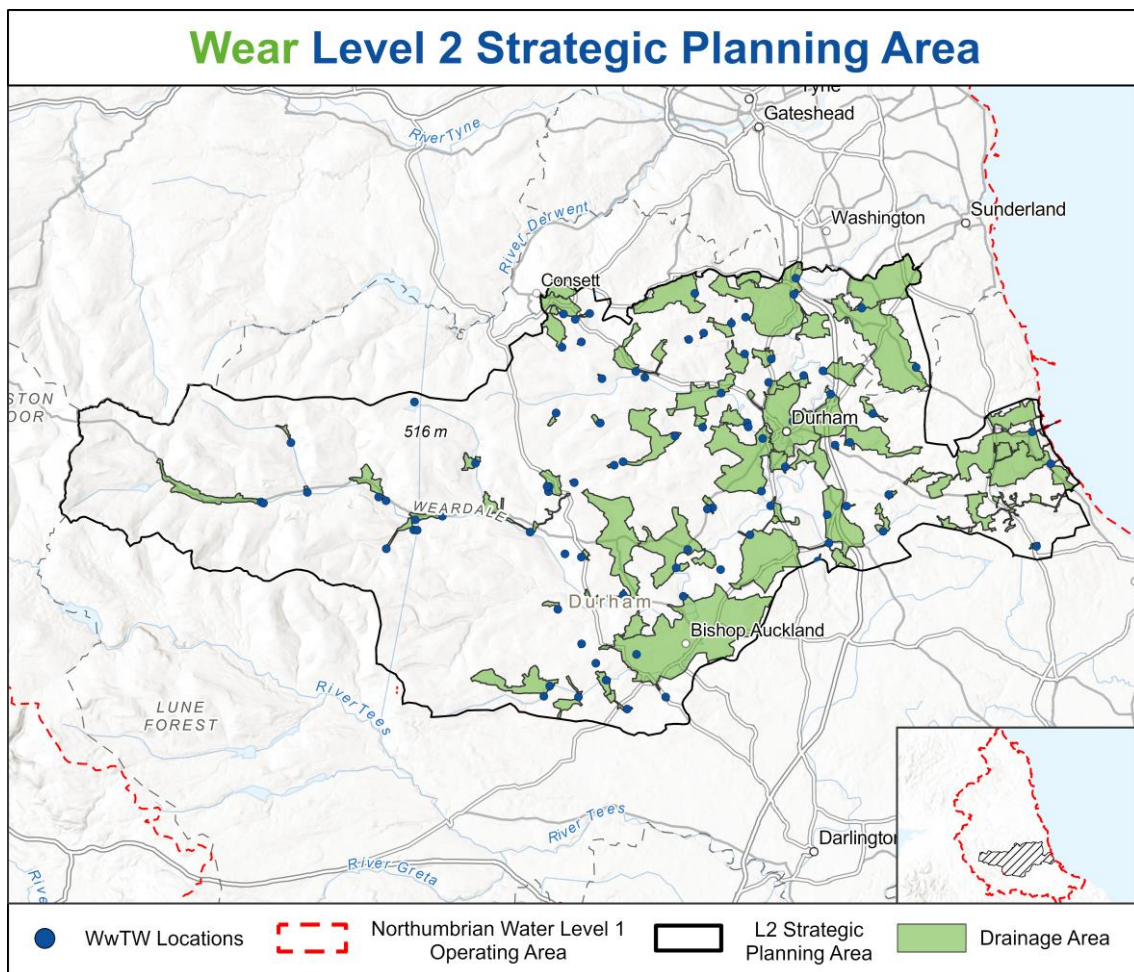 Wear Level 2 Strategic Planning Area
Tyne
Gateshead
River Tyne
Washington
Sunderland
River Derwent
Consett
516 m
Durham
WEARDALE
Durham
Bishop Auckland
LUNE
FOREST
River Tees
River Tees
Darlington
River Greta
WwTW Locations
Northumbrian Water Level 1
Operating Area
L2 Strategic
Planning Area
Drainage Area